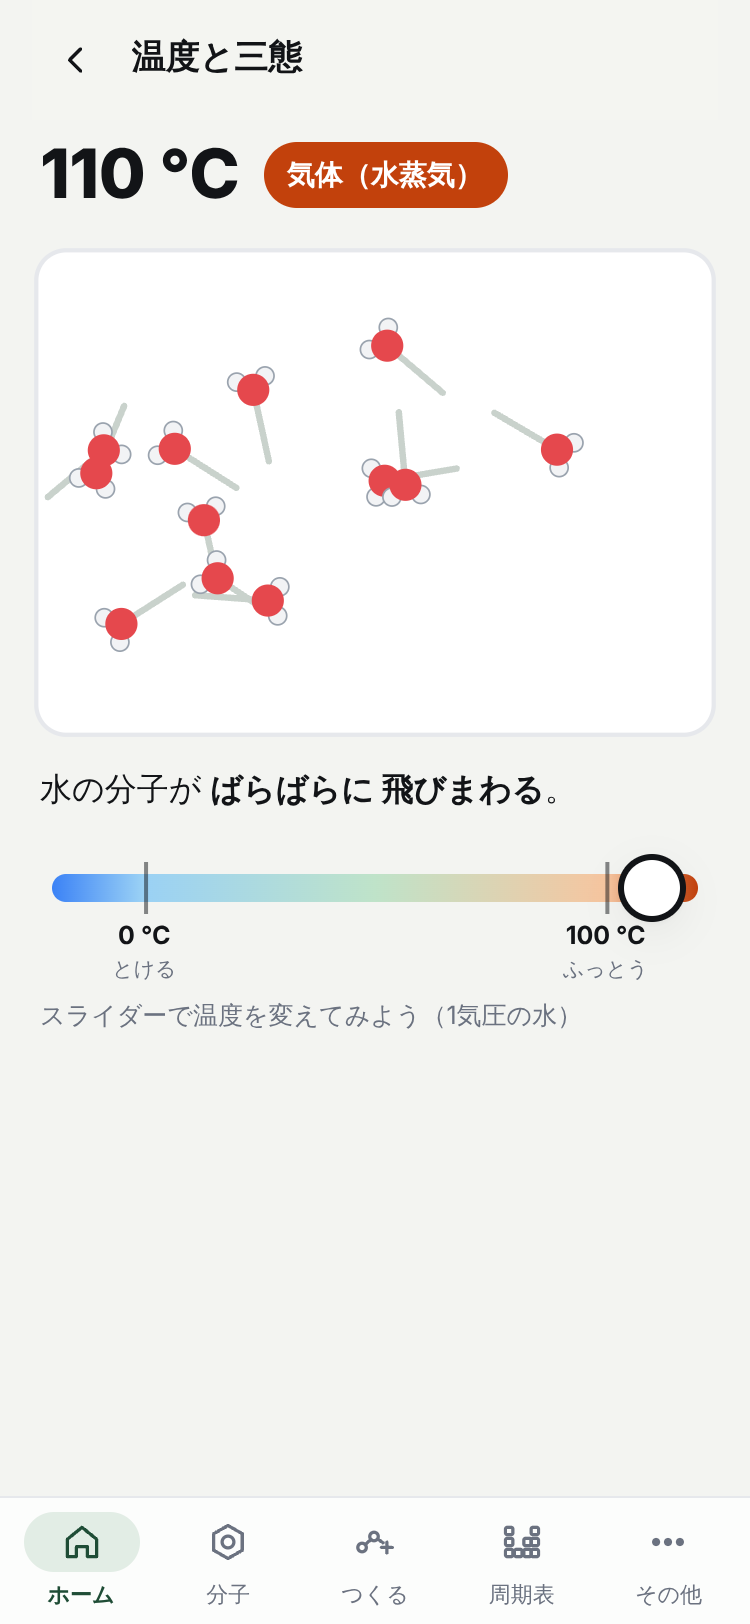 温度と三態
110 °C
気体（水蒸気）
水の分子が ばらばらに 飛びまわる。
0 °C
とける
100 °C
ふっとう
スライダーで温度を変えてみよう（1気圧の水）
ホーム
分子
つくる
周期表
その他